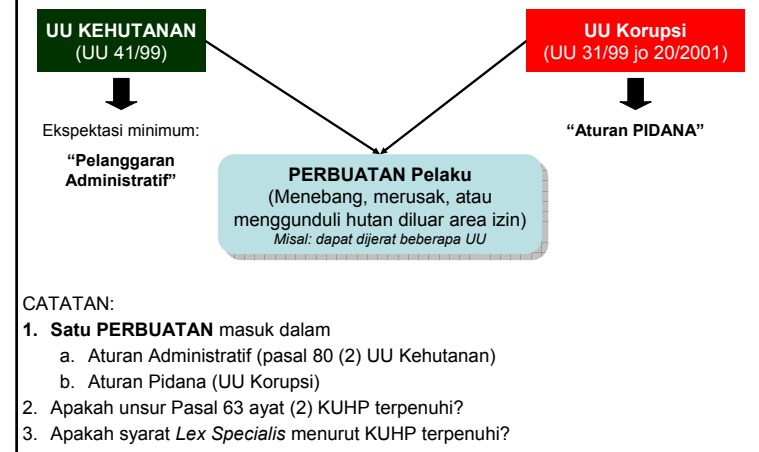 UU KEHUTANAN
(UU 41/99)
UU Korupsi
(UU 31/99 jo 20/2001)
Ekspektasi minimum:
“Pelanggaran
Administratif”
“Aturan PIDANA”
PERBUATAN Pelaku
(Menebang, merusak, atau
menggunduli hutan diluar area izin)
Misal: dapat dijerat beberapa UU
CATATAN:
1. Satu PERBUATAN masuk dalam
a. Aturan Administratif (pasal 80 (2) UU Kehutanan)
b. Aturan Pidana (UU Korupsi)
2. Apakah unsur Pasal 63 ayat (2) KUHP terpenuhi?
3. Apakah syarat Lex Specialis menurut KUHP terpenuhi?